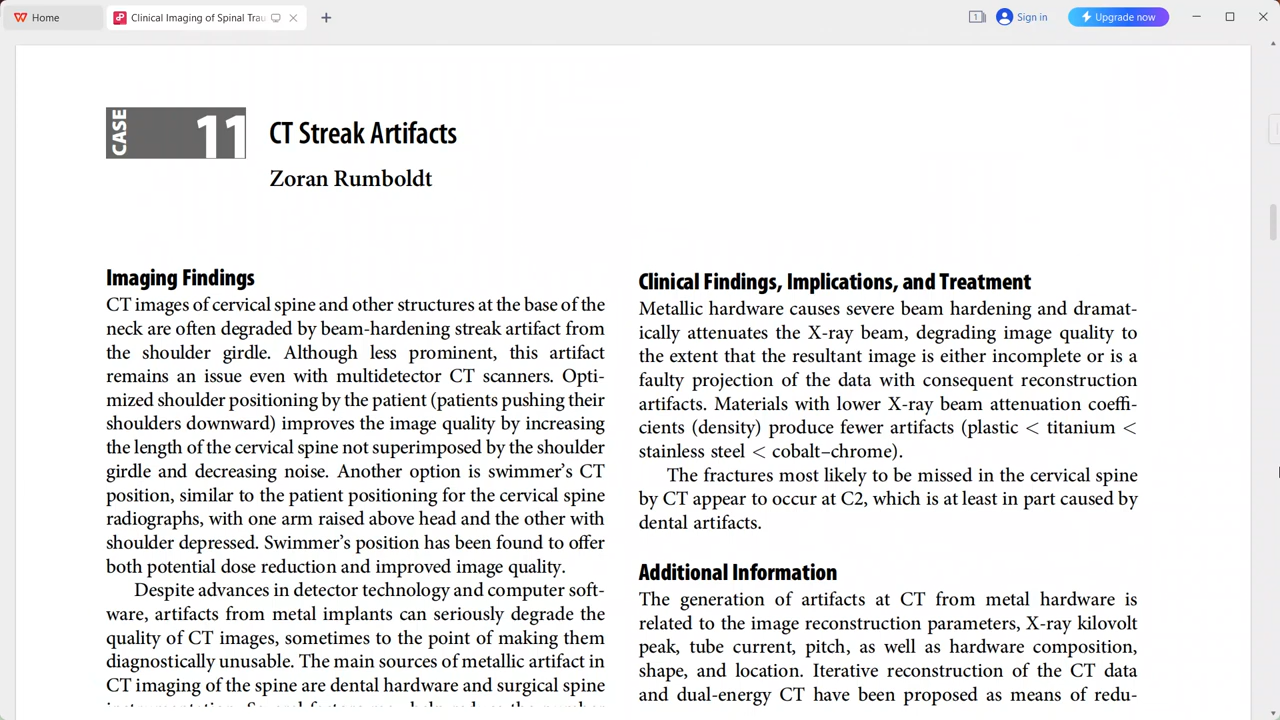 Home
Clinical Imaging of Spinal Trau
1
Sign in
Upgrade now
CASE 11
CT Streak Artifacts
Zoran Rumboldt
Imaging Findings
CT images of cervical spine and other structures at the base of the
neck are often degraded by beam-hardening streak artifact from
the shoulder girdle. Although less prominent, this artifact
remains an issue even with multidetector CT scanners. Opti-
mized shoulder positioning by the patient (patients pushing their
shoulders downward) improves the image quality by increasing
the length of the cervical spine not superimposed by the shoulder
girdle and decreasing noise. Another option is swimmer's CT
position, similar to the patient positioning for the cervical spine
radiographs, with one arm raised above head and the other with
shoulder depressed. Swimmer's position has been found to offer
both potential dose reduction and improved image quality.
Despite advances in detector technology and computer soft-
ware, artifacts from metal implants can seriously degrade the
quality of CT images, sometimes to the point of making them
diagnostically unusable. The main sources of metallic artifact in
CT imaging of the spine are dental hardware and surgical spine
Clinical Findings, Implications, and Treatment
Metallic hardware causes severe beam hardening and dramat-
ically attenuates the X-ray beam, degrading image quality to
the extent that the resultant image is either incomplete or is a
faulty projection of the data with consequent reconstruction
artifacts. Materials with lower X-ray beam attenuation coeffi-
cients (density) produce fewer artifacts (plastic < titanium <
stainless steel < cobalt–chrome).
The fractures most likely to be missed in the cervical spine
by CT appear to occur at C2, which is at least in part caused by
dental artifacts.
Additional Information
The generation of artifacts at CT from metal hardware is
related to the image reconstruction parameters, X-ray kilovolt
peak, tube current, pitch, as well as hardware composition,
shape, and location. Iterative reconstruction of the CT data
and dual-energy CT have been proposed as means of redu-